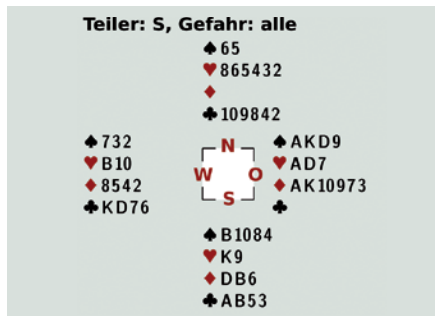 Teiler: S, Gefahr: alle
♠65
♥865432
♦
♣109842
♠732
♥B10
♦8542
♣KD76
N
W O
S
♠AKD9
♥AD7
♦AK10973
♣
♠B1084
♥K9
♦DB6
♣AB53